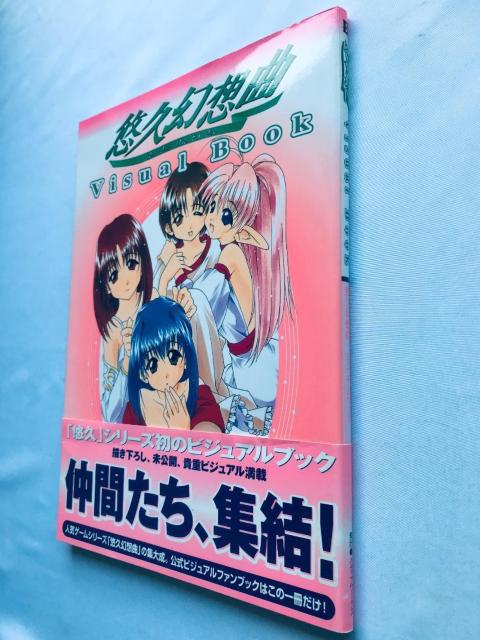 悠久幻想曲
Visual Book
「悠久」シリーズ初のビジュアルブック
描き下ろし、未公開、貴重ビジュアル満載
仲間たち、集結!
人気ゲームシリーズ「悠久幻想曲」の集大成。公式ビジュアルファンブックはこの一冊だけ!